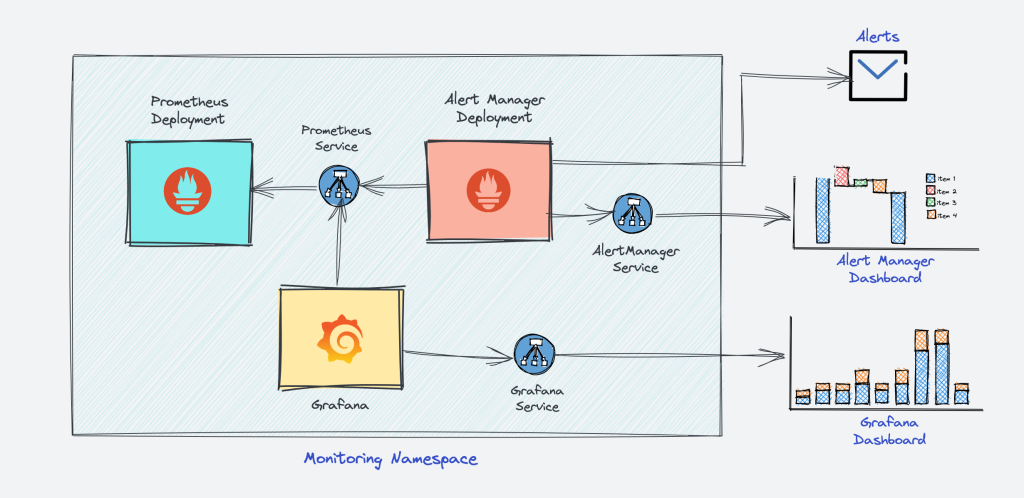 Alerts
Prometheus
Deployment
Alert Manager
Deployment
Prometheus
Service
item 1
item 2
item 3
item 4
AlertManager
Service
Alert Manager
Dashboard
Grafana
Grafana
Service
Grafana
Dashboard
Monitoring Namespace